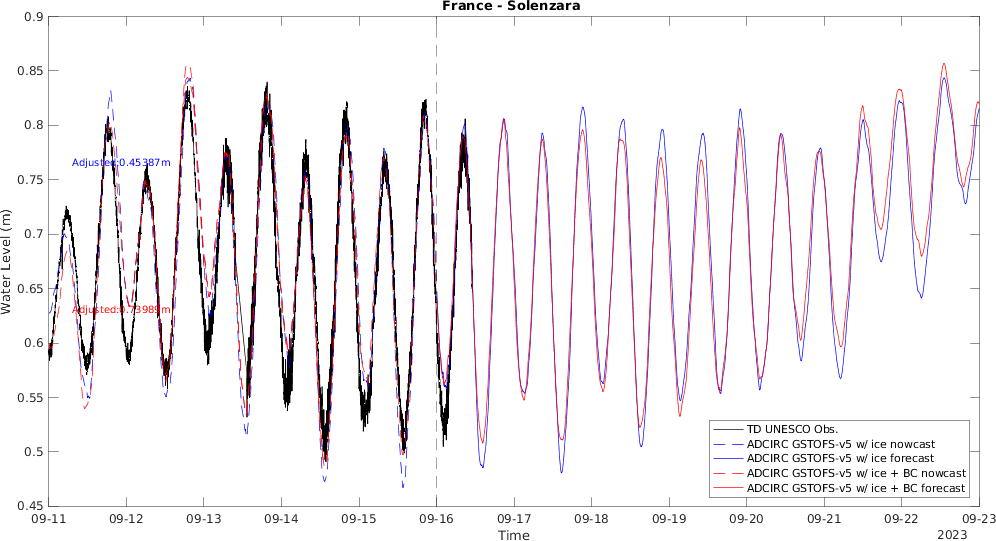 France - Solenzara
0.9
0.85
0.8
0.75
0.7
0.65
0.6
0.55
0.5
0.45
Water Level (m)
Adjusted:0.45387m
Adjusted:0.73989m
TD UNESCO Obs.
ADCIRC GSTOFS-v5 w/ ice nowcast
ADCIRC GSTOFS-v5 w/ ice forecast
ADCIRC GSTOFS-v5 w/ ice + BC nowcast
ADCIRC GSTOFS-v5 w/ ice + BC forecast
09-11 09-12 09-13 09-14 09-15 09-16 09-17 09-18 09-19 09-20 09-21 09-22 09-23
Time
2023